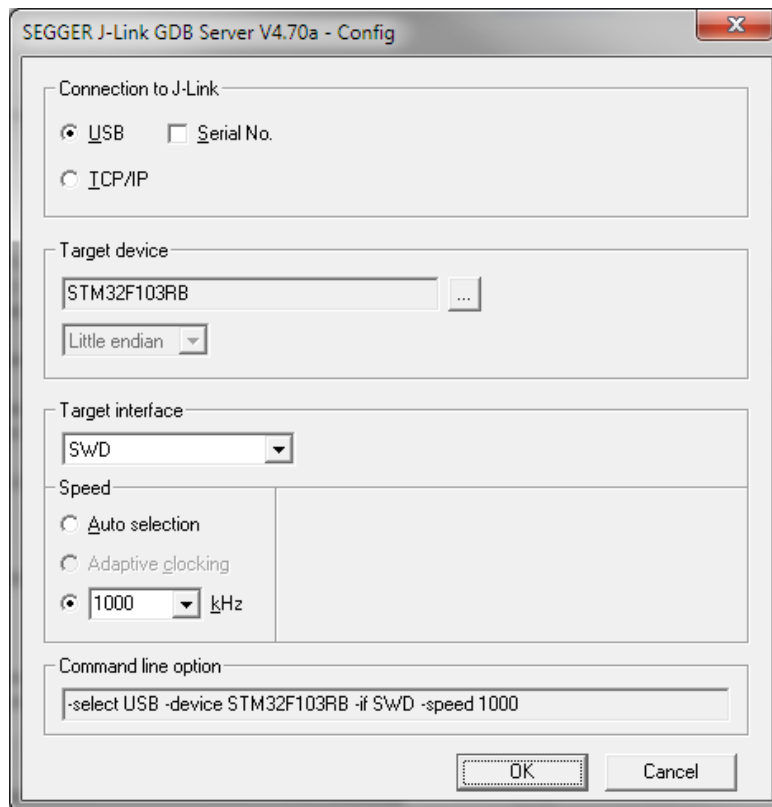 SEGGER J-Link GDB Server V4.70a - Config
Connection to J-Link
USB Serial No.
TCP/IP
Target device
STM32F103RB ...
Little endian
Target interface
SWD
Speed
Auto selection
Adaptive clocking
1000 kHz
Command line option
-select USB -device STM32F103RB -if SWD -speed 1000
OK Cancel